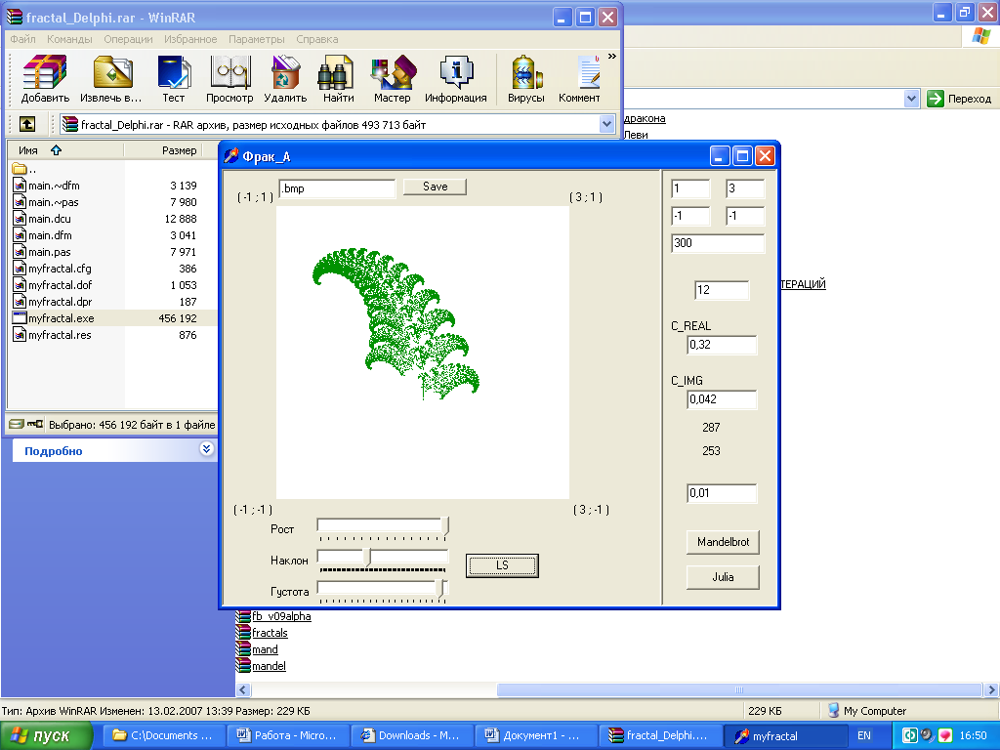 fractal_Delphi.rar - WinRAR
Файл Команды Операции Избранное Параметры Справка
Добавить Извлечь в... Тест Просмотр Удалить Найти Мастер Информация Вирусы Коммент
»
fractal_Delphi.rar - RAR архив, размер исходных файлов 493 713 байт
Переход
дракона
Леви
Имя Размер
..
main.~dfm 3 139
main.~pas 7 980
main.dcu 12 888
main.dfm 3 041
main.pas 7 971
myfractal.cfg 386
myfractal.dof 1 053
myfractal.dpr 187
myfractal.exe 456 192
myfractal.res 876
Выбрано: 456 192 байт в 1 файле
Подробно
Фрак_А
.bmp
Save
( -1 ; 1 )
( 3 ; 1 )
( -1 ; -1 )
( 3 ; -1 )
1 3
-1 -1
300
12
C_REAL
0,32
C_IMG
0,042
287
253
0,01
Mandelbrot
Julia
Рост
Наклон
Густота
LS
ТЕРАЦИЙ
fb_v09alpha
fractals
mand
mandel
Тип: Архив WinRAR Изменен: 13.02.2007 13:39 Размер: 229 КБ
229 КБ
My Computer
пуск
C:\Documents ...
Работа - Micro...
Downloads - M...
Документ1 - ...
fractal_Delphi....
myfractal
EN
16:50